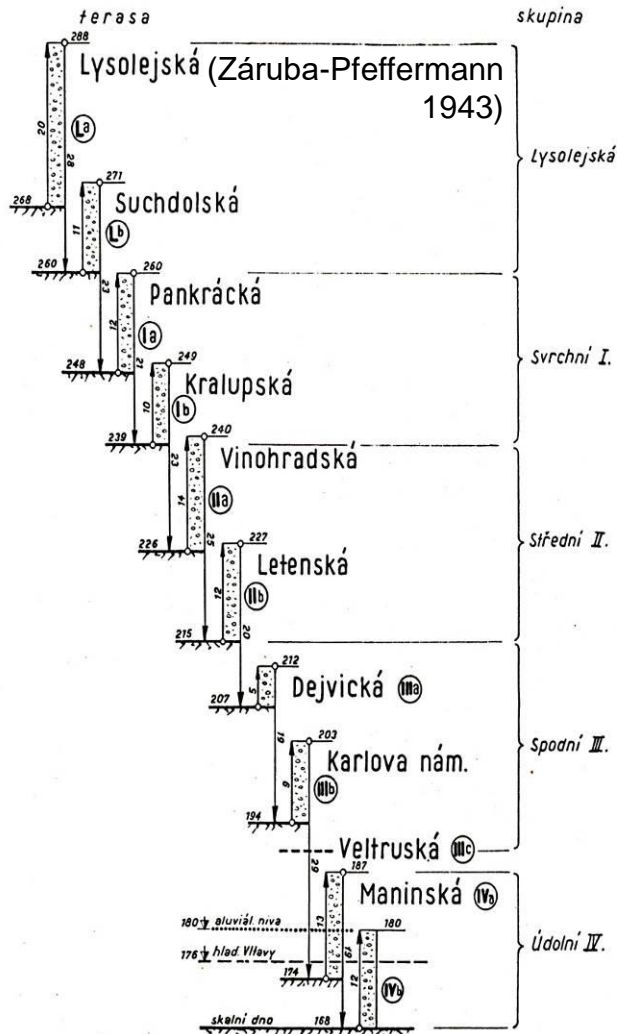 terasa
skupina
288
Lysolejská (Záruba-Pfeffermann
1943)
20
La
28
Lysolejská
268
271
Suchdolská
11
Lb
260
23
260
Pankrácká
12
Ia
21
248
Svrchní I.
249
Kralupská
10
Ib
239
23
240
Vinohradská
14
IIa
25
226
Střední II.
227
Letenská
12
IIb
20
215
212
Dejvická IIIa
5
207
19
Spodní III.
203
Karlova nám.
9
IIIb
194
29
Veltruská IIIc
187
Maninská IVa
13
19
180 aluviál. niva
180
Údolní IV.
176 hlad. Vltavy
174
12
IVb
skalní dno
168